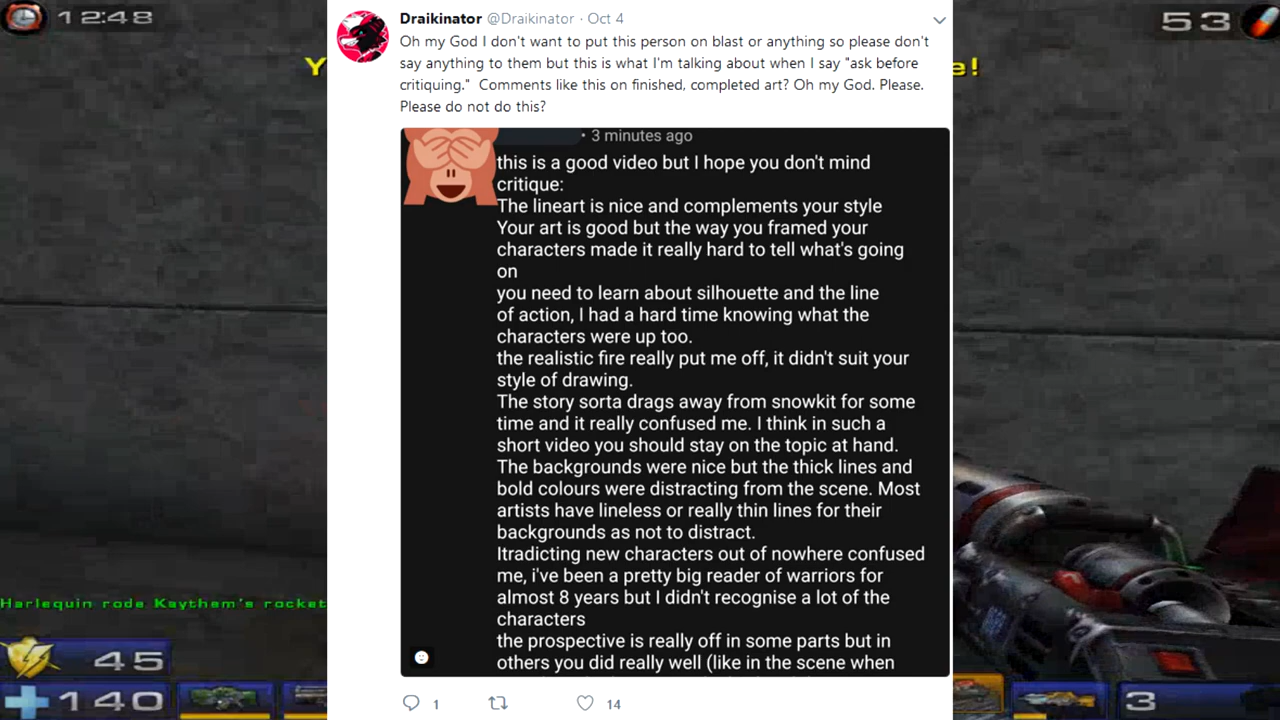 12:48
53
Y
e!
Draikinator @Draikinator · Oct 4
Oh my God I don't want to put this person on blast or anything so please don't
say anything to them but this is what I'm talking about when I say "ask before
critiquing."  Comments like this on finished, completed art? Oh my God. Please.
Please do not do this?
• 3 minutes ago
this is a good video but I hope you don't mind
critique:
The lineart is nice and complements your style
Your art is good but the way you framed your
characters made it really hard to tell what's going
on
you need to learn about silhouette and the line
of action, I had a hard time knowing what the
characters were up too.
the realistic fire really put me off, it didn't suit your
style of drawing.
The story sorta drags away from snowkit for some
time and it really confused me. I think in such a
short video you should stay on the topic at hand.
The backgrounds were nice but the thick lines and
bold colours were distracting from the scene. Most
artists have lineless or really thin lines for their
backgrounds as not to distract.
Itradicting new characters out of nowhere confused
me, i've been a pretty big reader of warriors for
almost 8 years but I didn't recognise a lot of the
characters
the prospective is really off in some parts but in
others you did really well (like in the scene when
Harlequin rode Kaytham's rocket
45
140
3
1
14